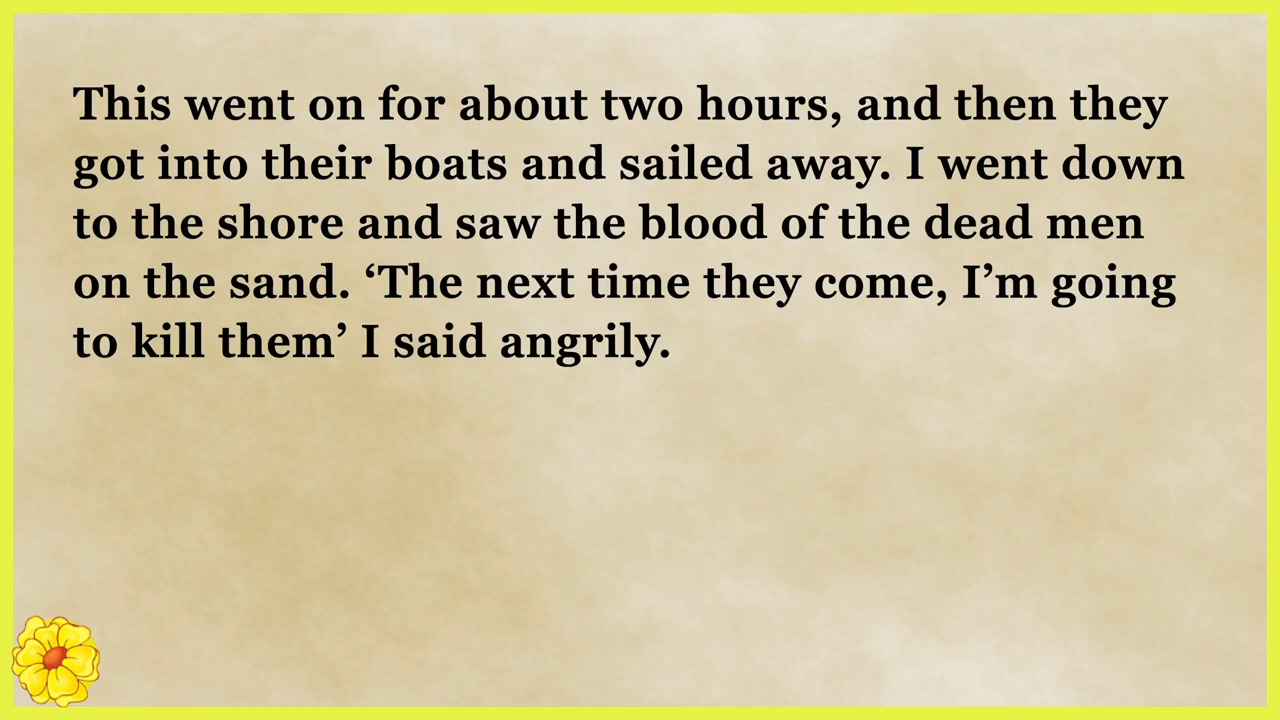 This went on for about two hours, and then they
got into their boats and sailed away. I went down
to the shore and saw the blood of the dead men
on the sand. ‘The next time they come, I’m going
to kill them’ I said angrily.